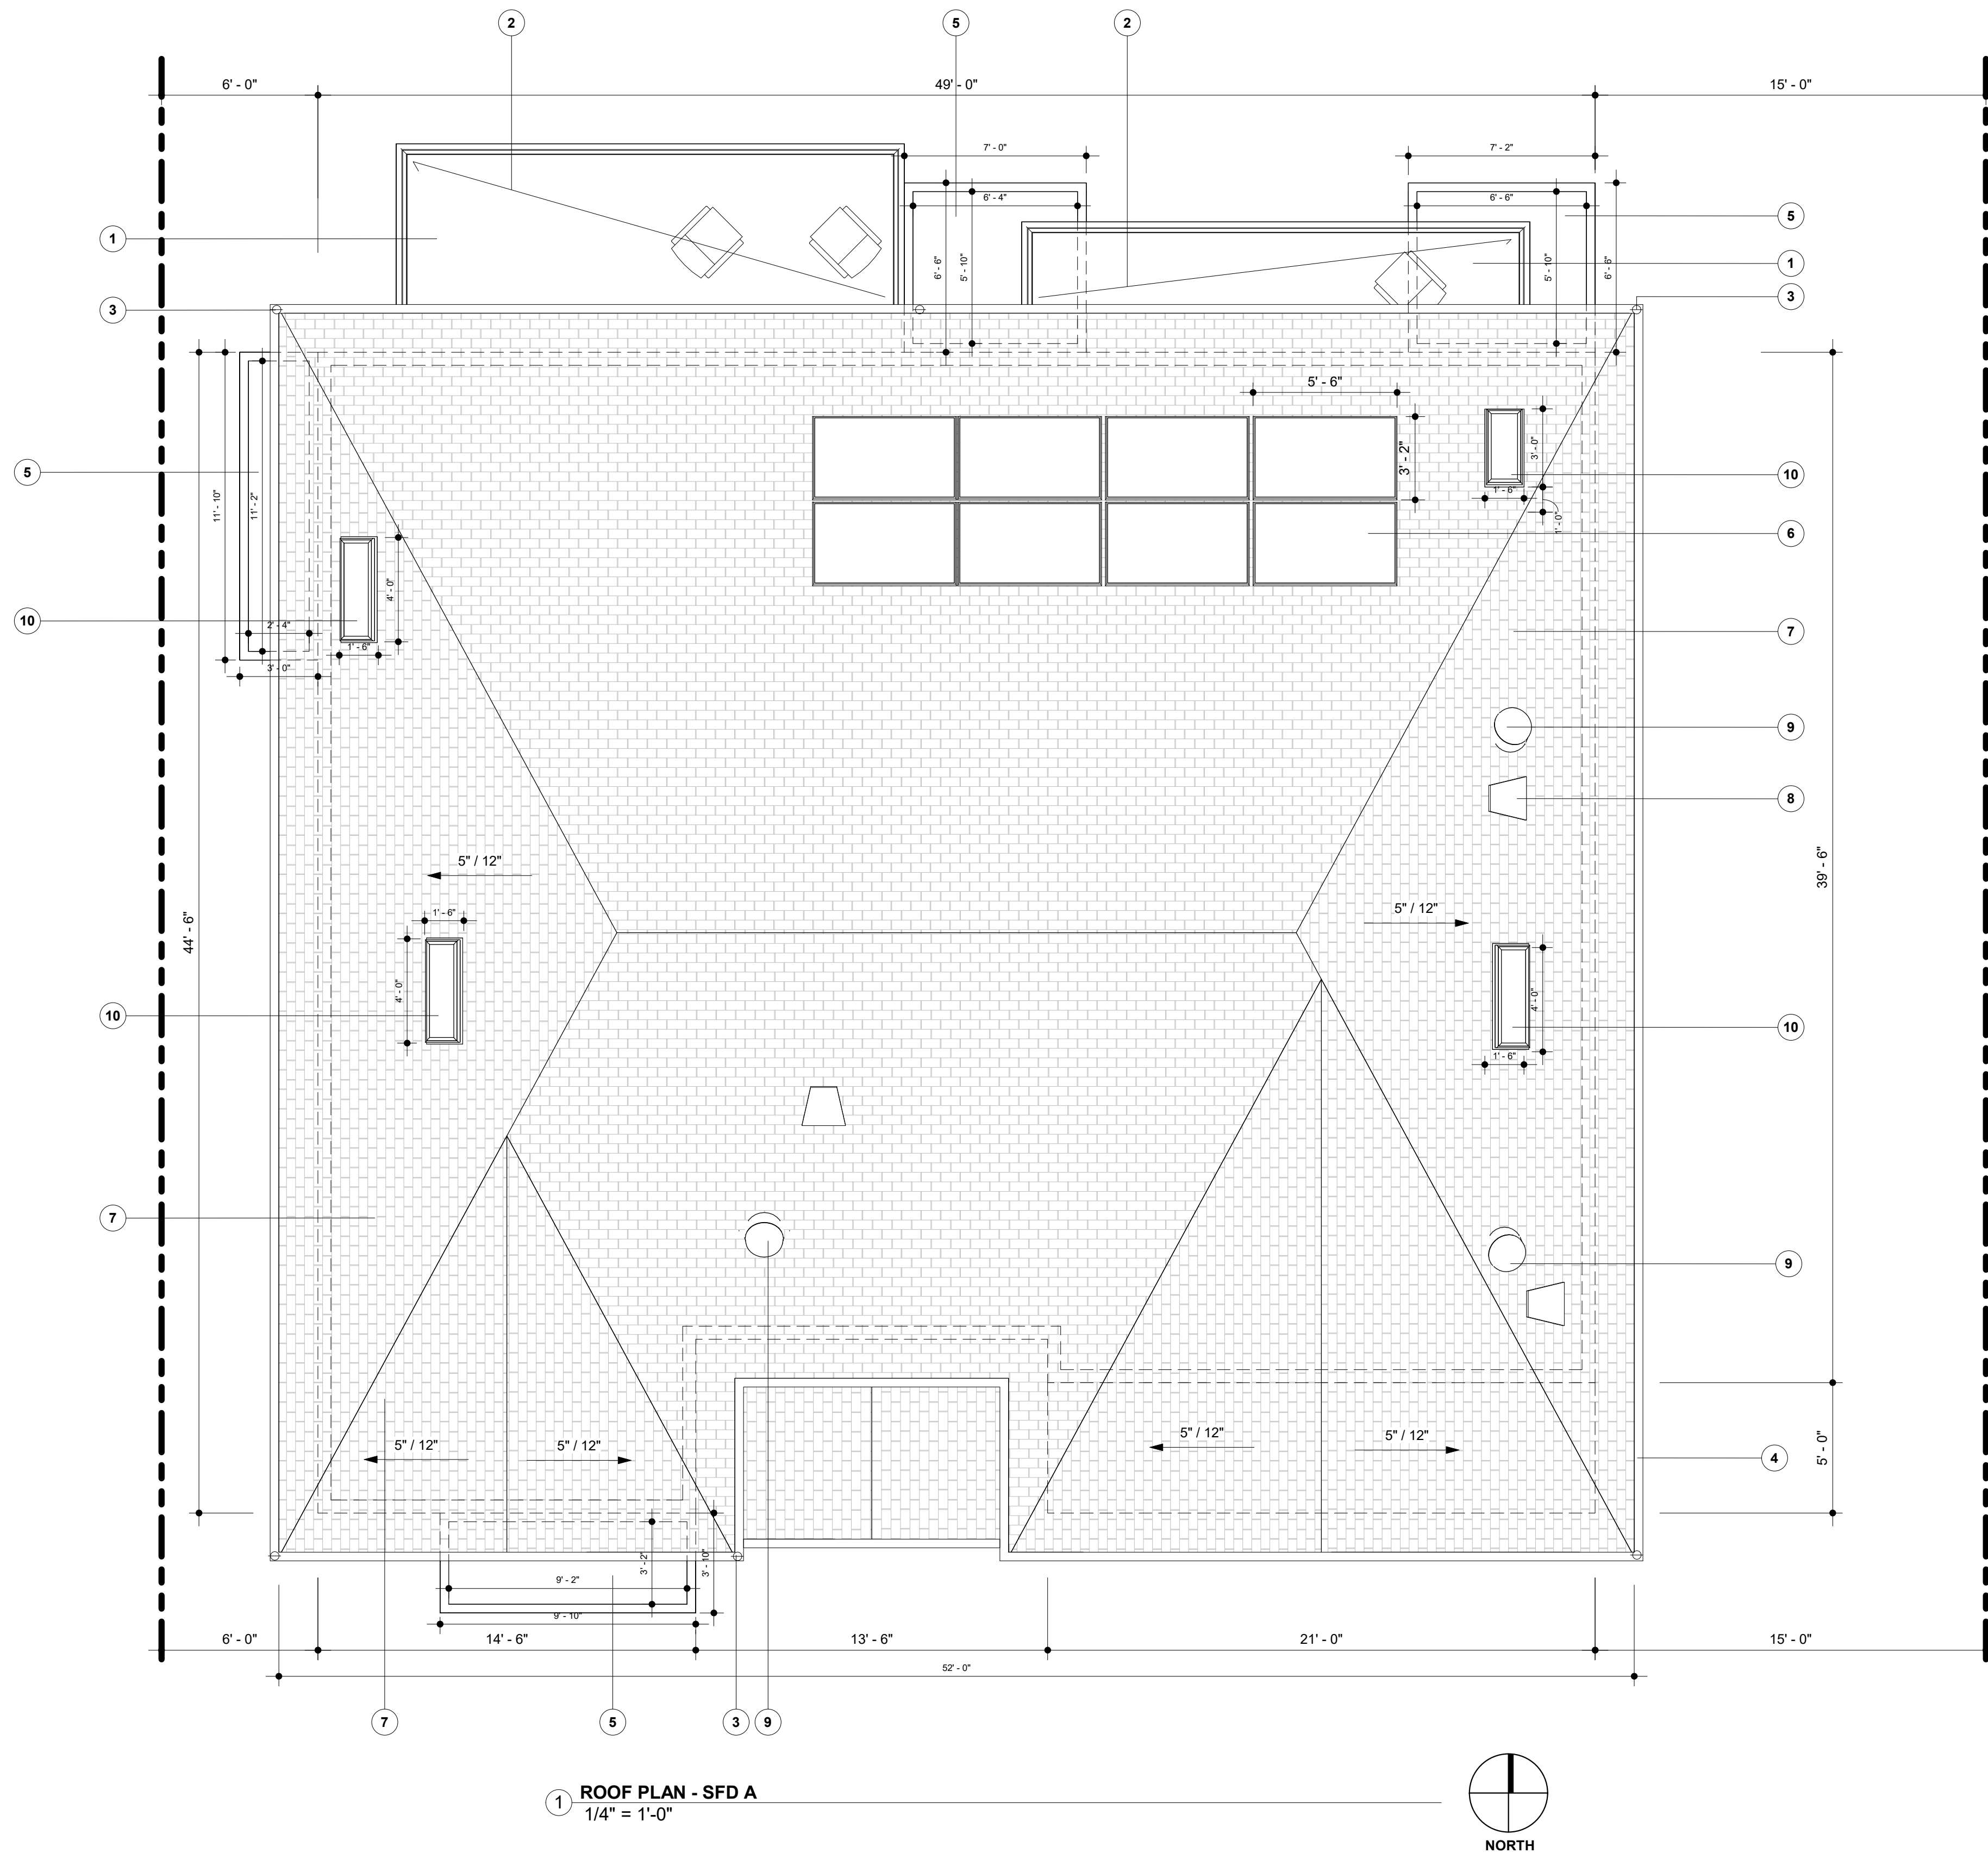 2
5
2
6' - 0"
49' - 0"
15' - 0"
7' - 0"
7' - 2"
6' - 4"
6' - 6"
5
1
6' - 6"
5' - 10"
5' - 10"
6' - 6"
1
3
3
5' - 6"
3' - 2"
3' - 0"
10
1' - 6"
1' - 0"
5
11' - 10"
11' - 2"
6
4' - 0"
10
2' - 4"
1' - 6"
3' - 0"
7
9
8
5" / 12"
39' - 6"
44' - 6"
1' - 6"
5" / 12"
4' - 0"
10
4' - 0"
10
1' - 6"
7
9
5" / 12"
5" / 12"
5" / 12"
5" / 12"
5' - 0"
4
3' - 2"
3' - 10"
9' - 2"
9' - 10"
6' - 0"
14' - 6"
13' - 6"
21' - 0"
15' - 0"
52' - 0"
7
5
3
9
1
ROOF PLAN - SFD A
1/4" = 1'-0"
NORTH